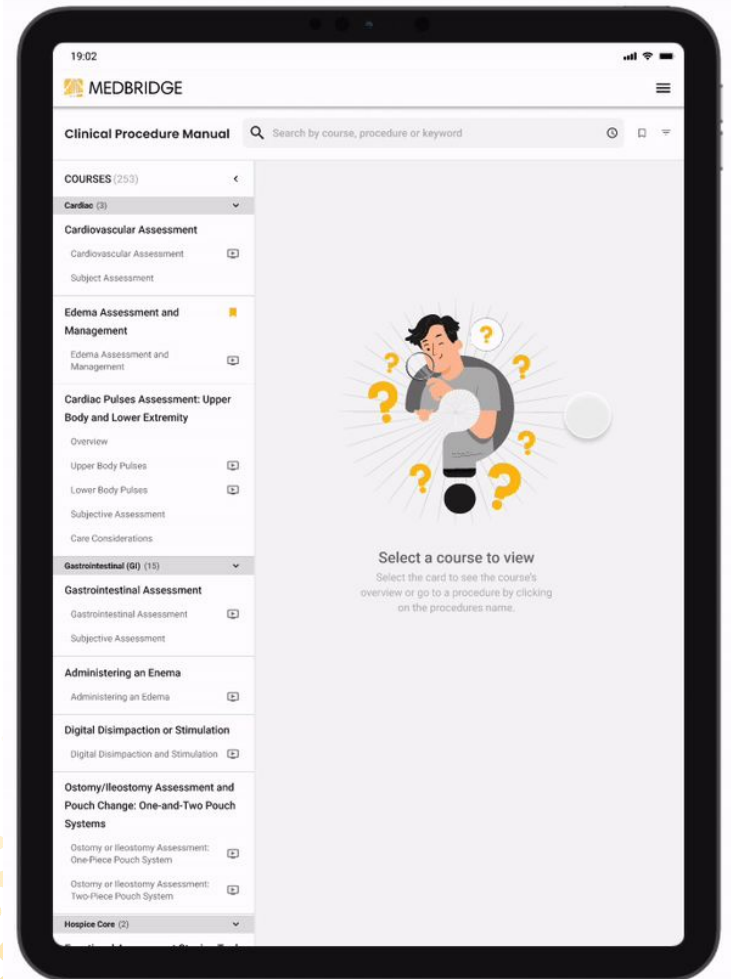 19:02
MEDBRIDGE
Clinical Procedure Manual
Search by course, procedure or keyword
COURSES (253)
Cardiac (3)
Cardiovascular Assessment
Cardiovascular Assessment
Subject Assessment
Edema Assessment and
Management
Edema Assessment and
Management
Cardiac Pulses Assessment: Upper
Body and Lower Extremity
Overview
Upper Body Pulses
Lower Body Pulses
Subjective Assessment
Care Considerations
Gastrointestinal (GI) (15)
Gastrointestinal Assessment
Gastrointestinal Assessment
Subjective Assessment
Administering an Enema
Administering an Edema
Digital Disimpaction or Stimulation
Digital Disimpaction and Stimulation
Ostomy/Ileostomy Assessment and
Pouch Change: One-and-Two Pouch
Systems
Ostomy or Ileostomy Assessment:
One-Piece Pouch System
Ostomy or Ileostomy Assessment:
Two-Piece Pouch System
Hospice Core (2)
?
?
?
?
?
?
?
Select a course to view
Select the card to see the course's
overview or go to a procedure by clicking
on the procedures name.